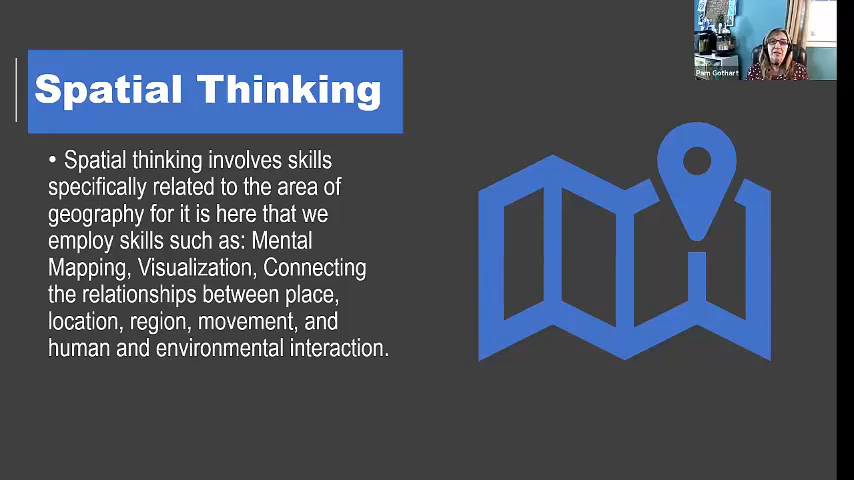 Spatial Thinking
• Spatial thinking involves skills
specifically related to the area of
geography for it is here that we
employ skills such as: Mental
Mapping, Visualization, Connecting
the relationships between place,
location, region, movement, and
human and environmental interaction.
Pam Gothart